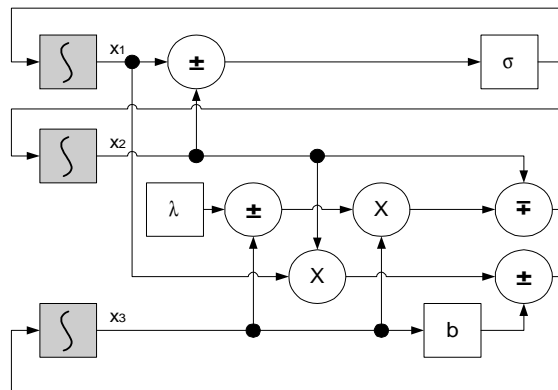 ∫ x₁ ± σ
∫ x₂
λ ± X ∓
X ±
∫ x₃ b